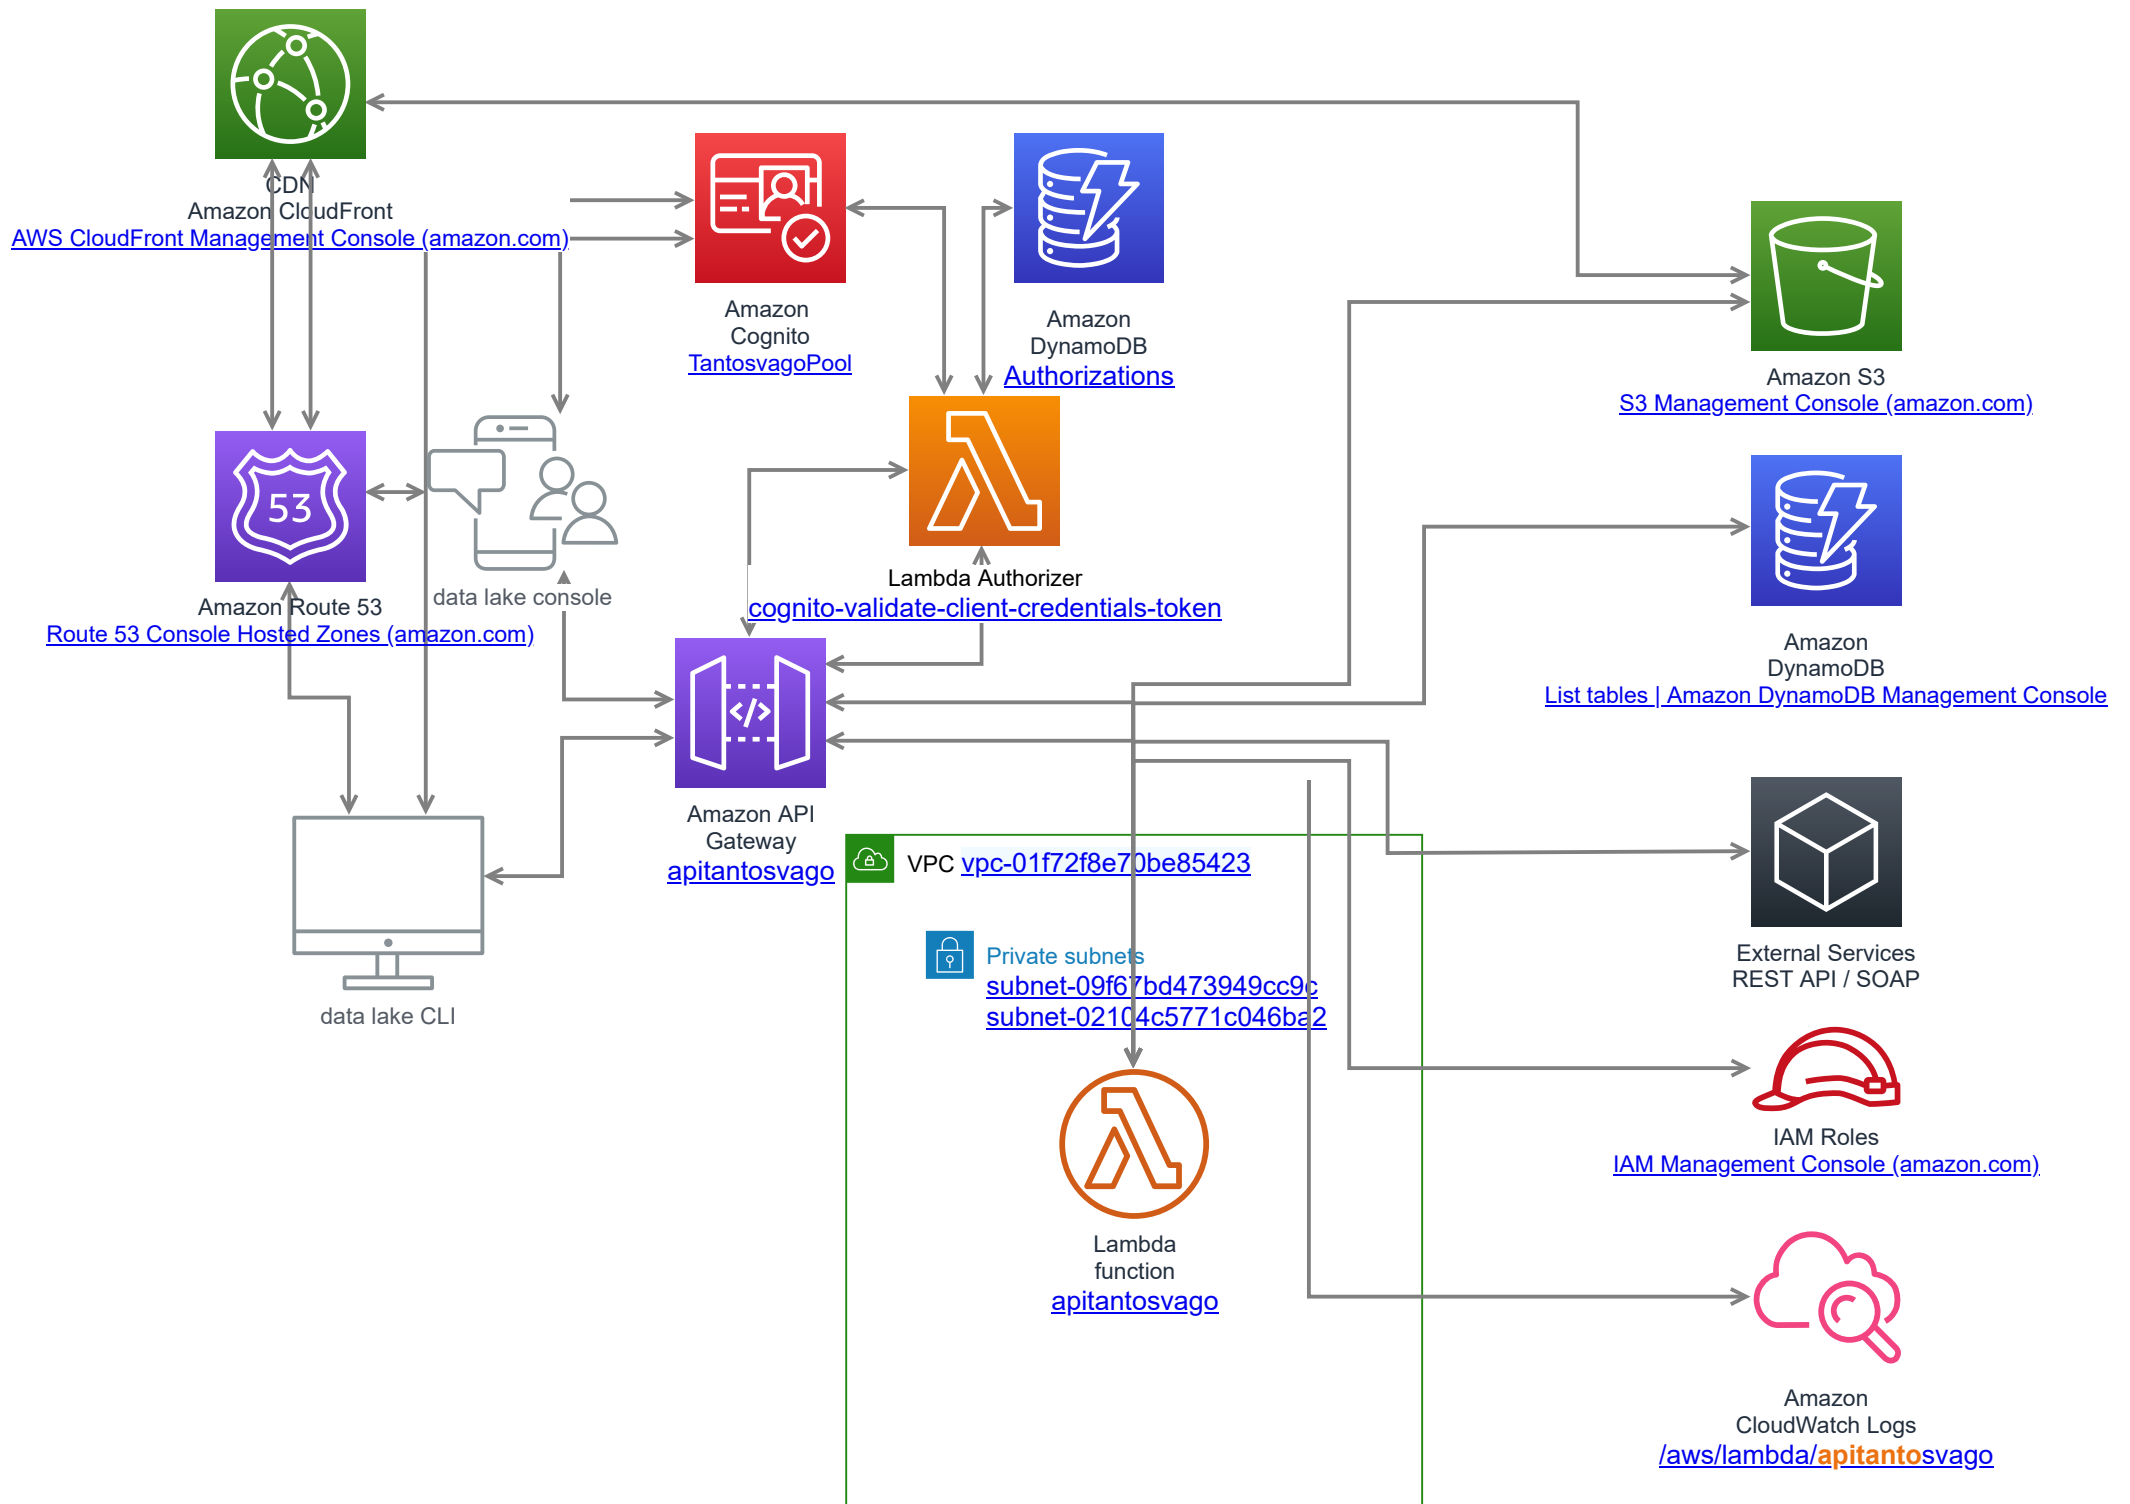 CDN
Amazon CloudFront
AWS CloudFront Management Console (amazon.com)
Amazon
Cognito
TantosvagoPool
Amazon
DynamoDB
Authorizations
Amazon S3
S3 Management Console (amazon.com)
53
Amazon Route 53
Route 53 Console Hosted Zones (amazon.com)
data lake console
Lambda Authorizer
cognito-validate-client-credentials-token
Amazon
DynamoDB
List tables | Amazon DynamoDB Management Console
</>
Amazon API
Gateway
apitantosvago
VPC vpc-01f72f8e70be85423
Private subnets
subnet-09f67bd473949cc9c
subnet-02104c5771c046ba2
data lake CLI
External Services
REST API / SOAP
IAM Roles
IAM Management Console (amazon.com)
Lambda
function
apitantosvago
Amazon
CloudWatch Logs
/aws/lambda/apitantosvago